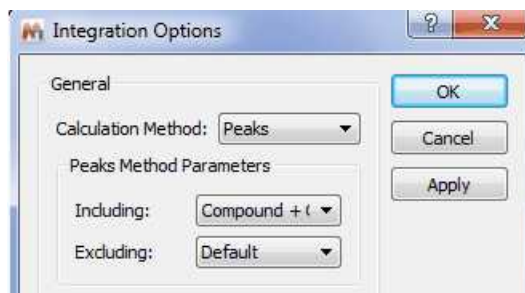 Integration Options
General
OK
Calculation Method: Peaks
Cancel
Peaks Method Parameters
Apply
Including: Compound + (
Excluding: Default